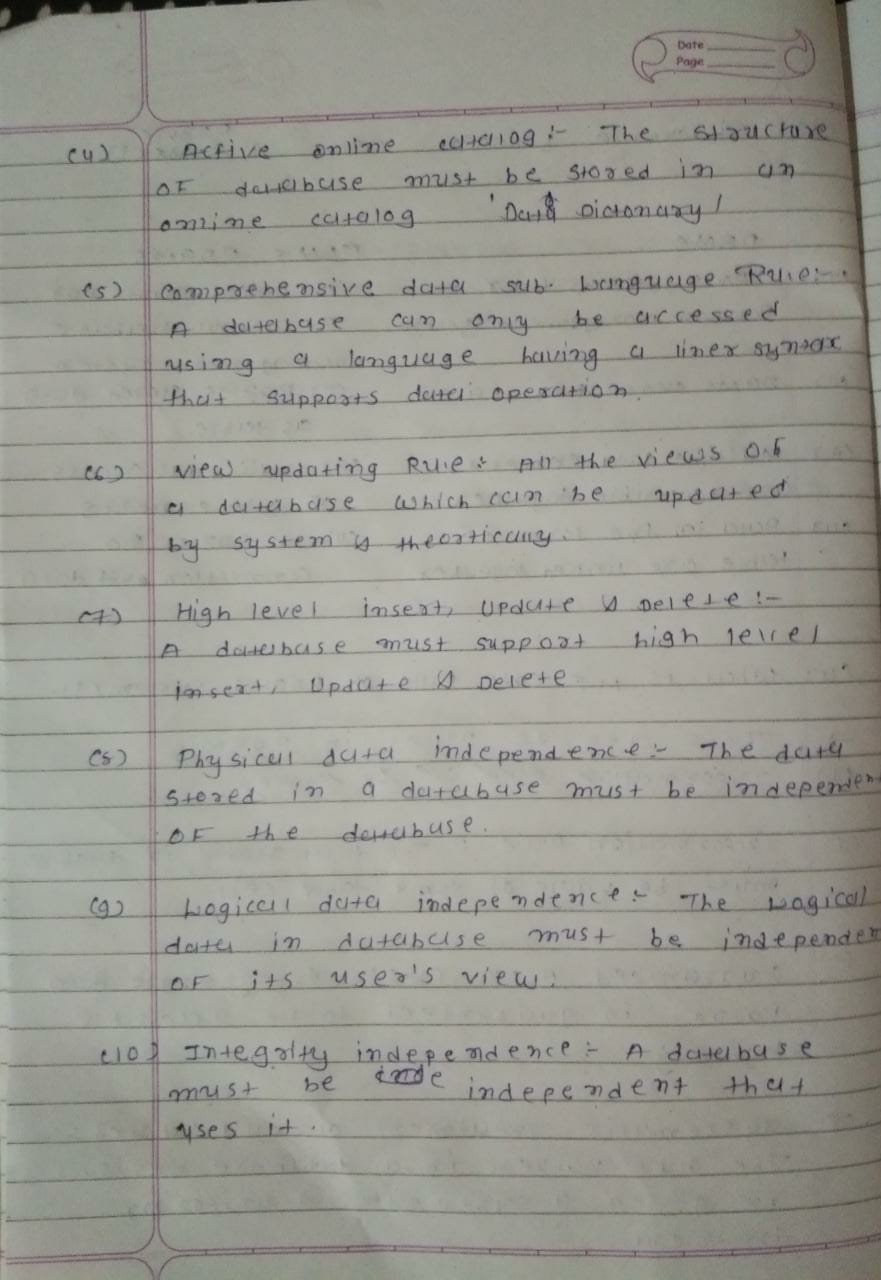 Date
Page
(4) Active online catalog :- The structure
OF database must be stored in an
online catalog 'Data Dictonary'
(5) Comprehensive data sub. Language Rule :-
A database can only be accessed
using a language having a liner syntax
that supports data operation.
(6) View updating Rule :- All the views of
a database which can be updated
by system & theorticaly.
(7) High level insert, Update & Delete :-
A database must support high level
insert, Update & Delete
(8) Physical data independence :- The data
stored in a database must be independen
OF the database.
(9) Logical data independence :- The Logical
data in database must be independen
OF its user's view.
(10) Integrity independence :- A database
must be independent that
uses it.